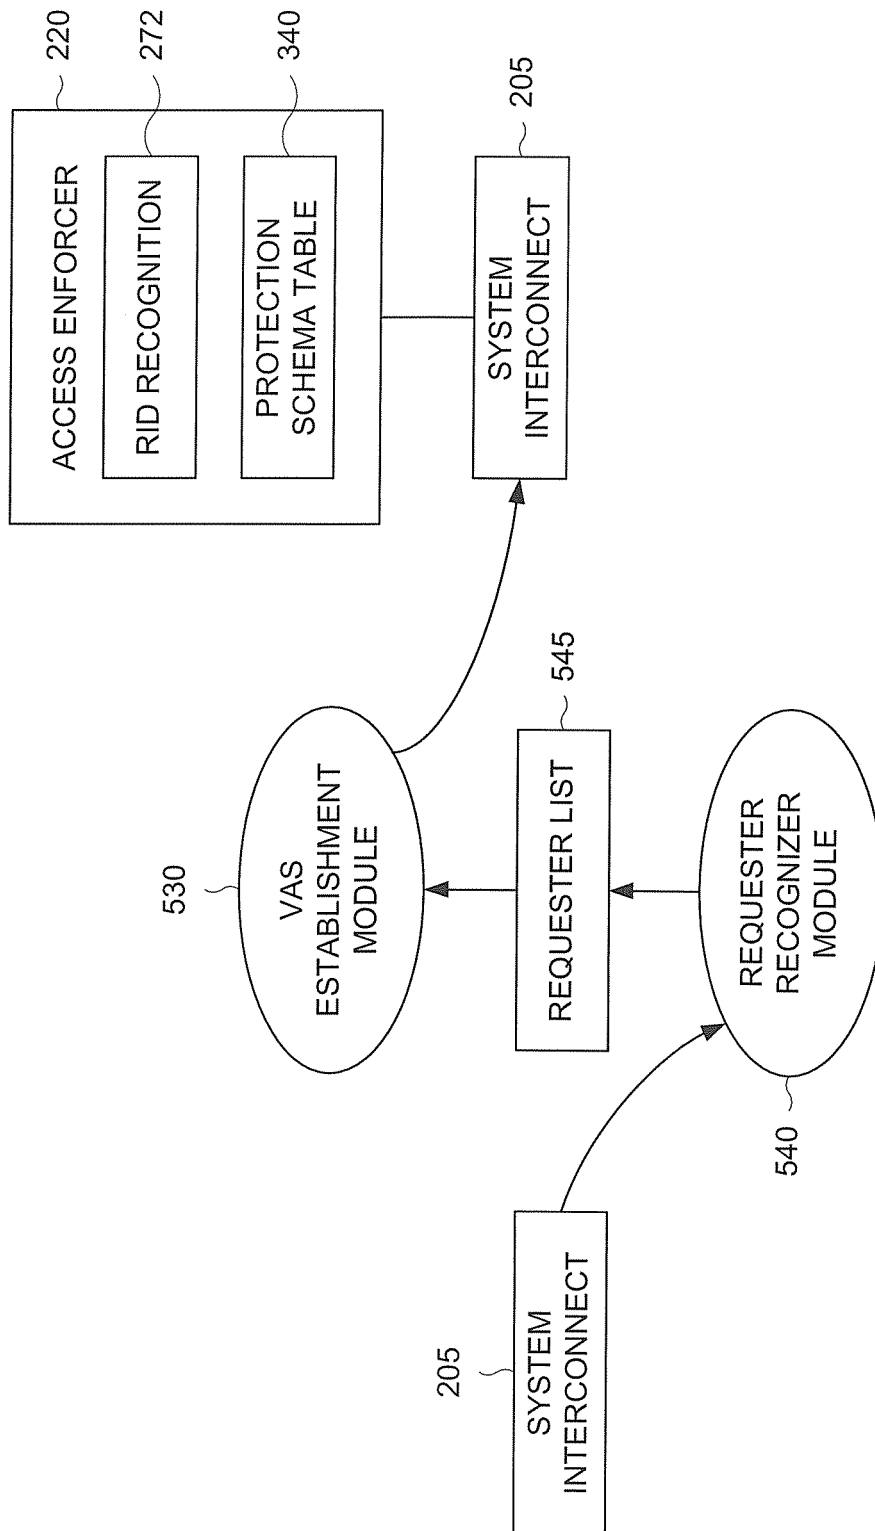 220
272
340
ACCESS ENFORCER
RID RECOGNITION
PROTECTION
SCHEMA TABLE
205
SYSTEM
INTERCONNECT
530
VAS
ESTABLISHMENT
MODULE
545
REQUESTER LIST
REQUESTER
RECOGNIZER
MODULE
540
205
SYSTEM
INTERCONNECT